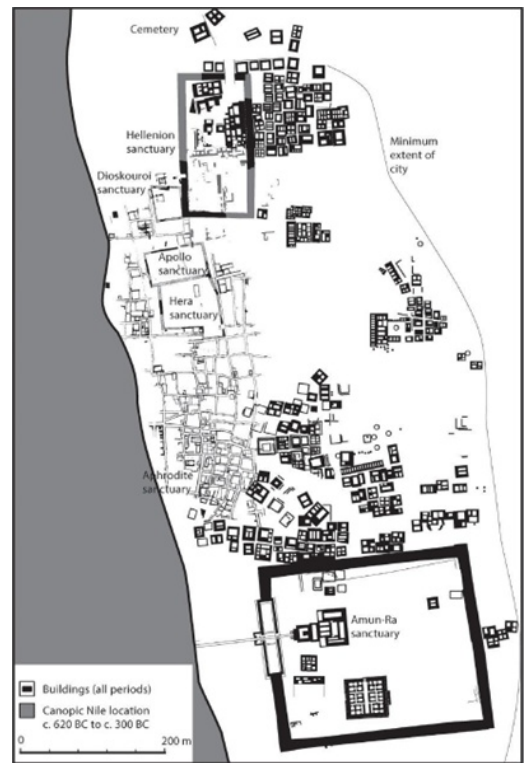 Cemetery
Hellenion
sanctuary
Minimum
extent of
city
Dioskouroi
sanctuary
Apollo
sanctuary
Hera
sanctuary
Aphrodite
sanctuary
Amun-Ra
sanctuary
Buildings (all periods)
Canopic Nile location
c. 620 BC to c. 300 BC
0 200 m